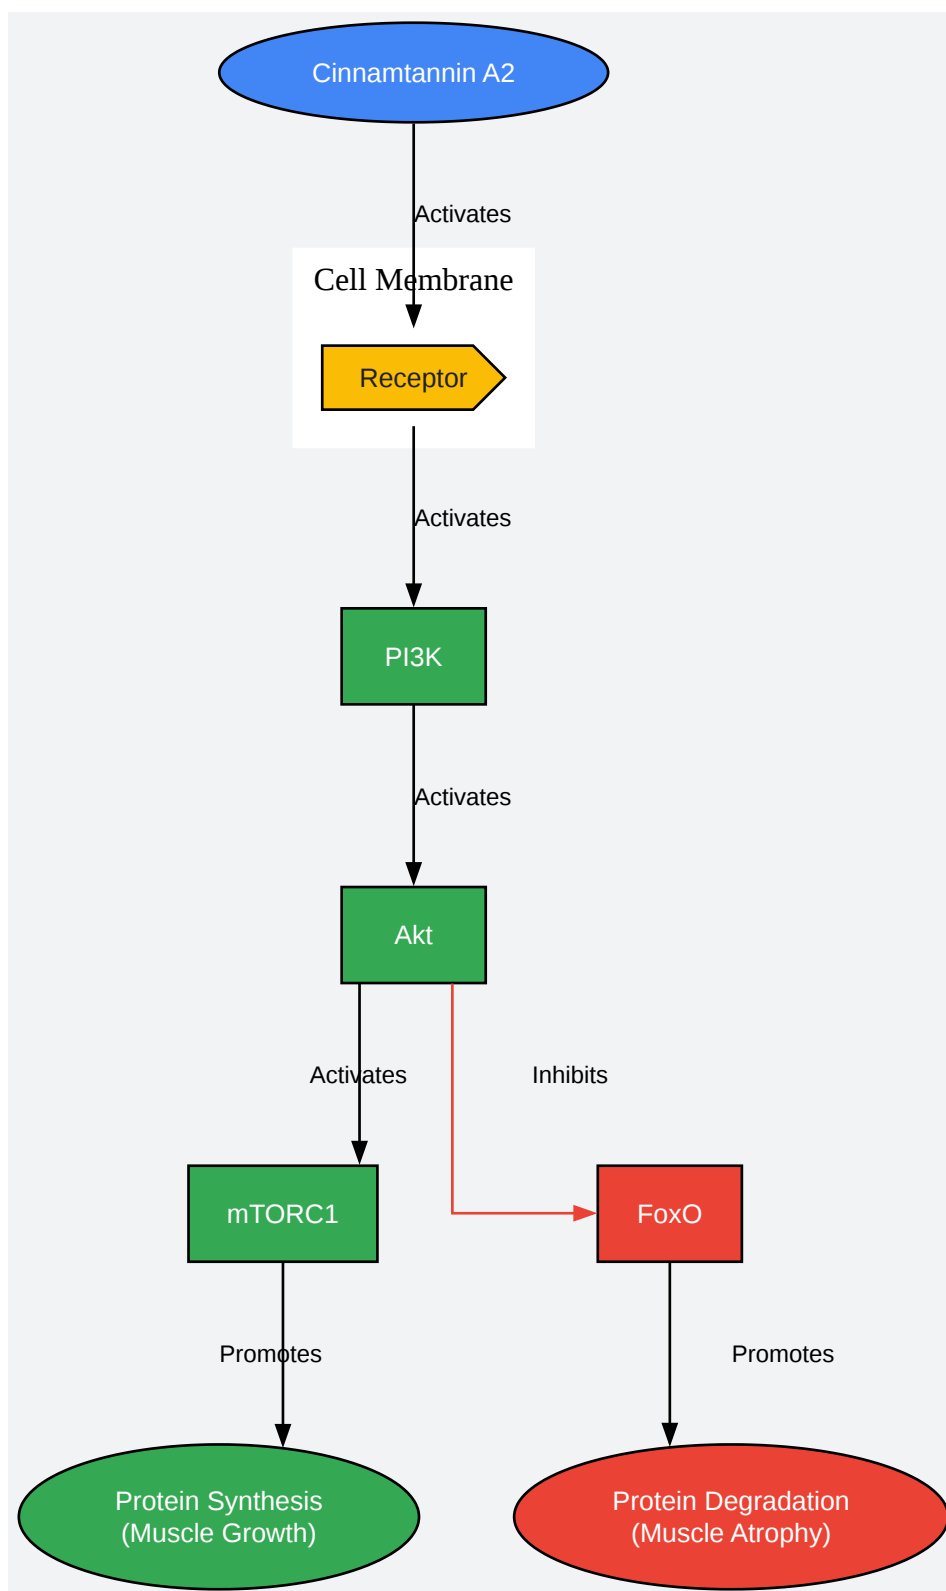 Cinnamtannin A2
Activates
Cell Membrane
Receptor
Activates
PI3K
Activates
Akt
Activates
Inhibits
mTORC1
FoxO
Promotes
Promotes
Protein Synthesis
(Muscle Growth)
Protein Degradation
(Muscle Atrophy)